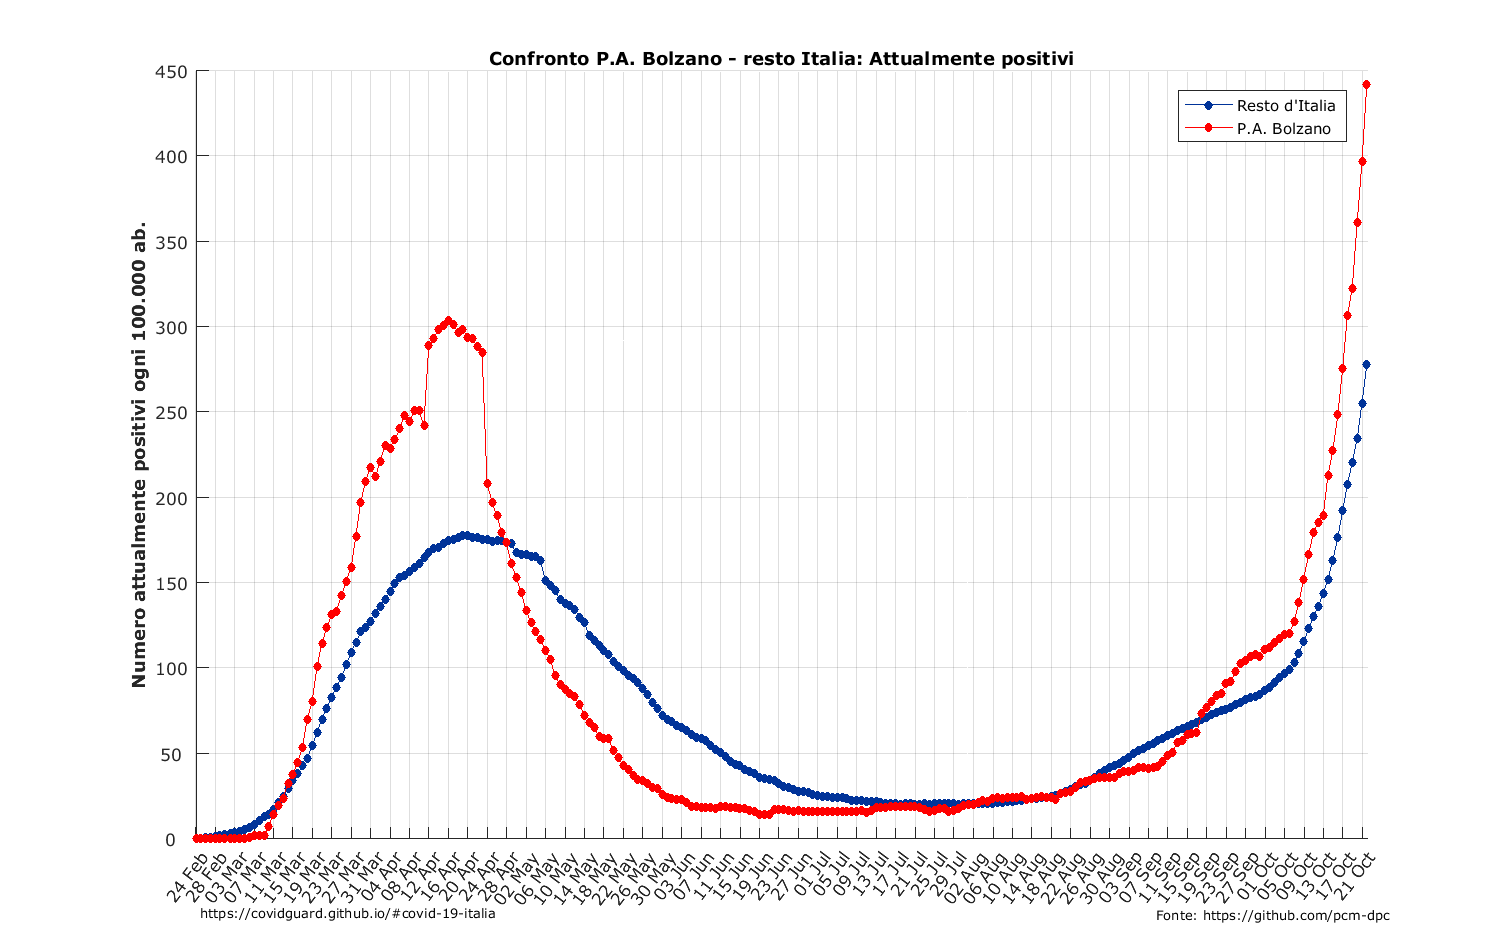 Confronto P.A. Bolzano - resto Italia: Attualmente positivi
Resto d'Italia
P.A. Bolzano
Numero attualmente positivi ogni 100.000 ab.
450
400
350
300
250
200
150
100
50
0
24 Feb
28 Feb
03 Mar
07 Mar
11 Mar
15 Mar
19 Mar
23 Mar
27 Mar
31 Mar
04 Apr
08 Apr
12 Apr
16 Apr
20 Apr
24 Apr
28 Apr
02 May
06 May
10 May
14 May
18 May
22 May
26 May
30 May
03 Jun
07 Jun
11 Jun
15 Jun
19 Jun
23 Jun
27 Jun
01 Jul
05 Jul
09 Jul
13 Jul
17 Jul
21 Jul
25 Jul
29 Jul
02 Aug
06 Aug
10 Aug
14 Aug
18 Aug
22 Aug
26 Aug
30 Aug
03 Sep
07 Sep
11 Sep
15 Sep
19 Sep
23 Sep
27 Sep
01 Oct
05 Oct
09 Oct
13 Oct
17 Oct
21 Oct
https://covidguard.github.io/#covid-19-italia
Fonte: https://github.com/pcm-dpc